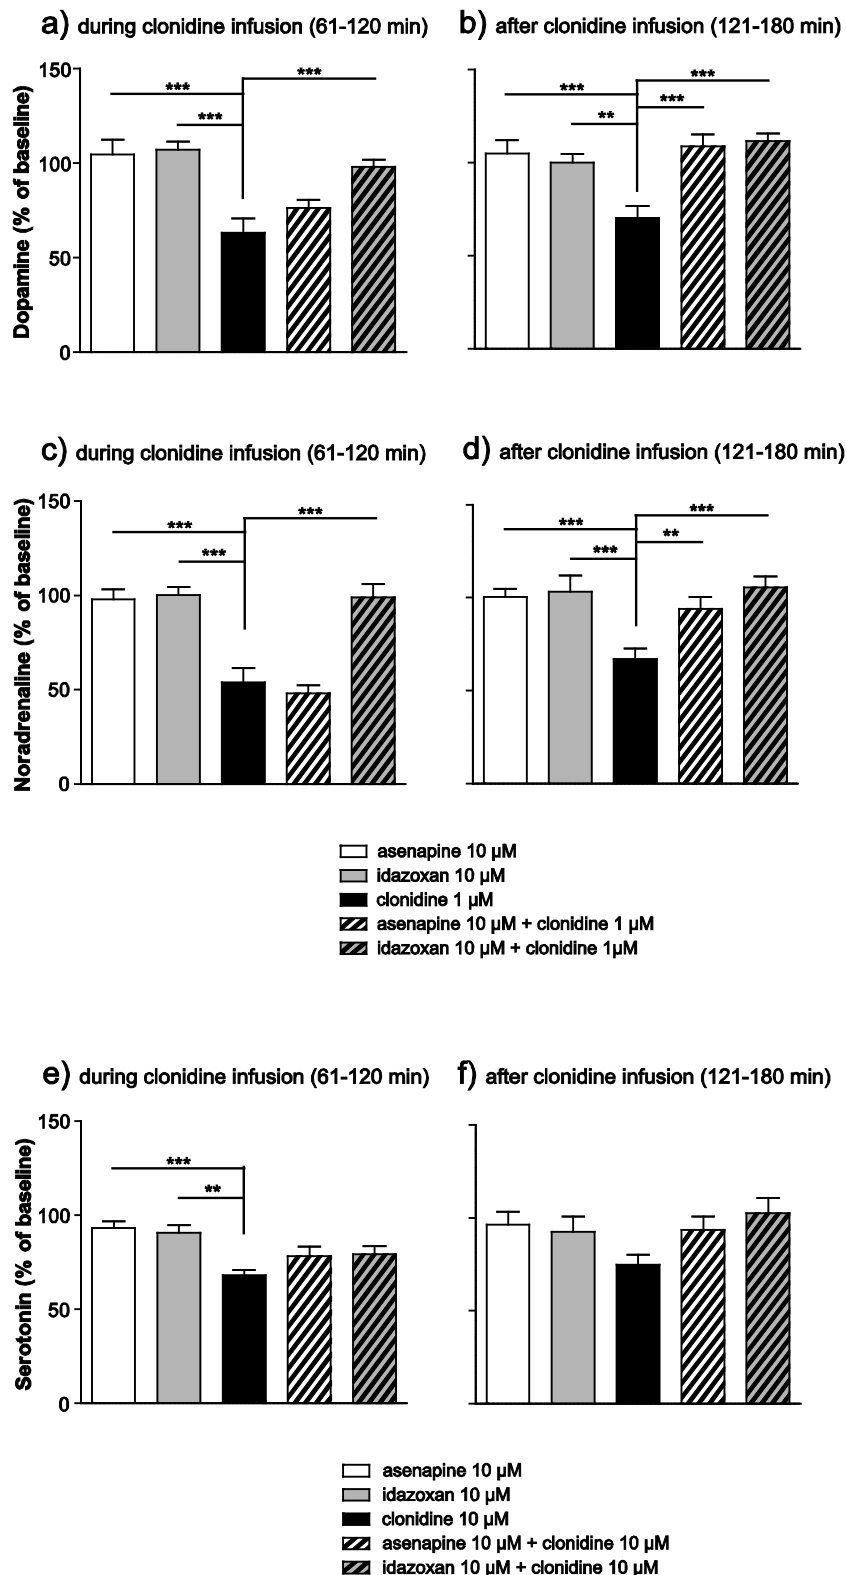 a) during clonidine infusion (61-120 min)
b) after clonidine infusion (121-180 min)
Dopamine (% of baseline)
150
100
50
0
***
***
***
***
**
***
***
c) during clonidine infusion (61-120 min)
d) after clonidine infusion (121-180 min)
Noradrenaline (% of baseline)
150
100
50
0
***
***
***
***
***
**
***
asenapine 10 µM
idazoxan 10 µM
clonidine 1 µM
asenapine 10 µM + clonidine 1 µM
idazoxan 10 µM + clonidine 1µM
e) during clonidine infusion (61-120 min)
f) after clonidine infusion (121-180 min)
Serotonin (% of baseline)
150
100
50
0
***
**
asenapine 10 µM
idazoxan 10 µM
clonidine 10 µM
asenapine 10 µM + clonidine 10 µM
idazoxan 10 µM + clonidine 10 µM